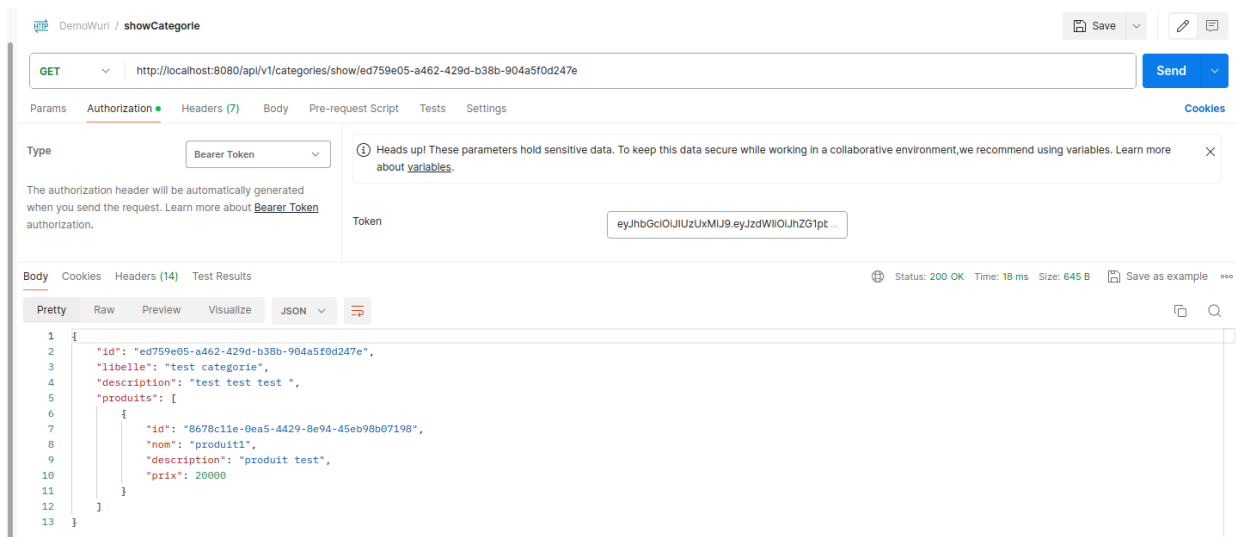 HTTP DemoWuri / showCategorie Save
GET http://localhost:8080/api/v1/categories/show/ed759e05-a462-429d-b38b-904a5f0d247e Send
Params Authorization Headers (7) Body Pre-request Script Tests Settings Cookies
Type Bearer Token
Heads up! These parameters hold sensitive data. To keep this data secure while working in a collaborative environment,we recommend using variables. Learn more
about variables.
The authorization header will be automatically generated
when you send the request. Learn more about Bearer Token
authorization.
Token eyJhbGciOiJIUzUxMiJ9.eyJzdWIiOiJhZG1pb ...
Body Cookies Headers (14) Test Results Status: 200 OK Time: 18 ms Size: 645 B Save as example
Pretty Raw Preview Visualize JSON
1 {
2 "id": "ed759e05-a462-429d-b38b-904a5f0d247e",
3 "libelle": "test categorie",
4 "description": "test test test ",
5 "produits": [
6 {
7 "id": "8678c11e-0ea5-4429-8e94-45eb98b07198",
8 "nom": "produit1",
9 "description": "produit test",
10 "prix": 20000
11 }
12 ]
13 }